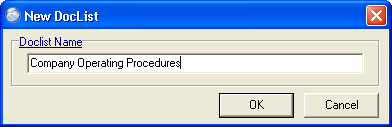 New DocList
Doclist Name
Company Operating Procedures
OK Cancel